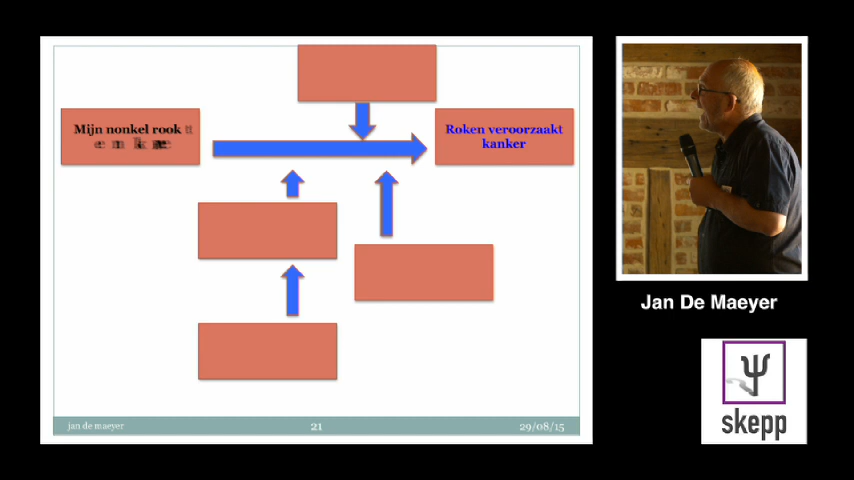 Mijn nonkel rook
Roken veroorzaakt
kanker
jan de maeyer
21
29/08/15
Jan De Maeyer
skepp